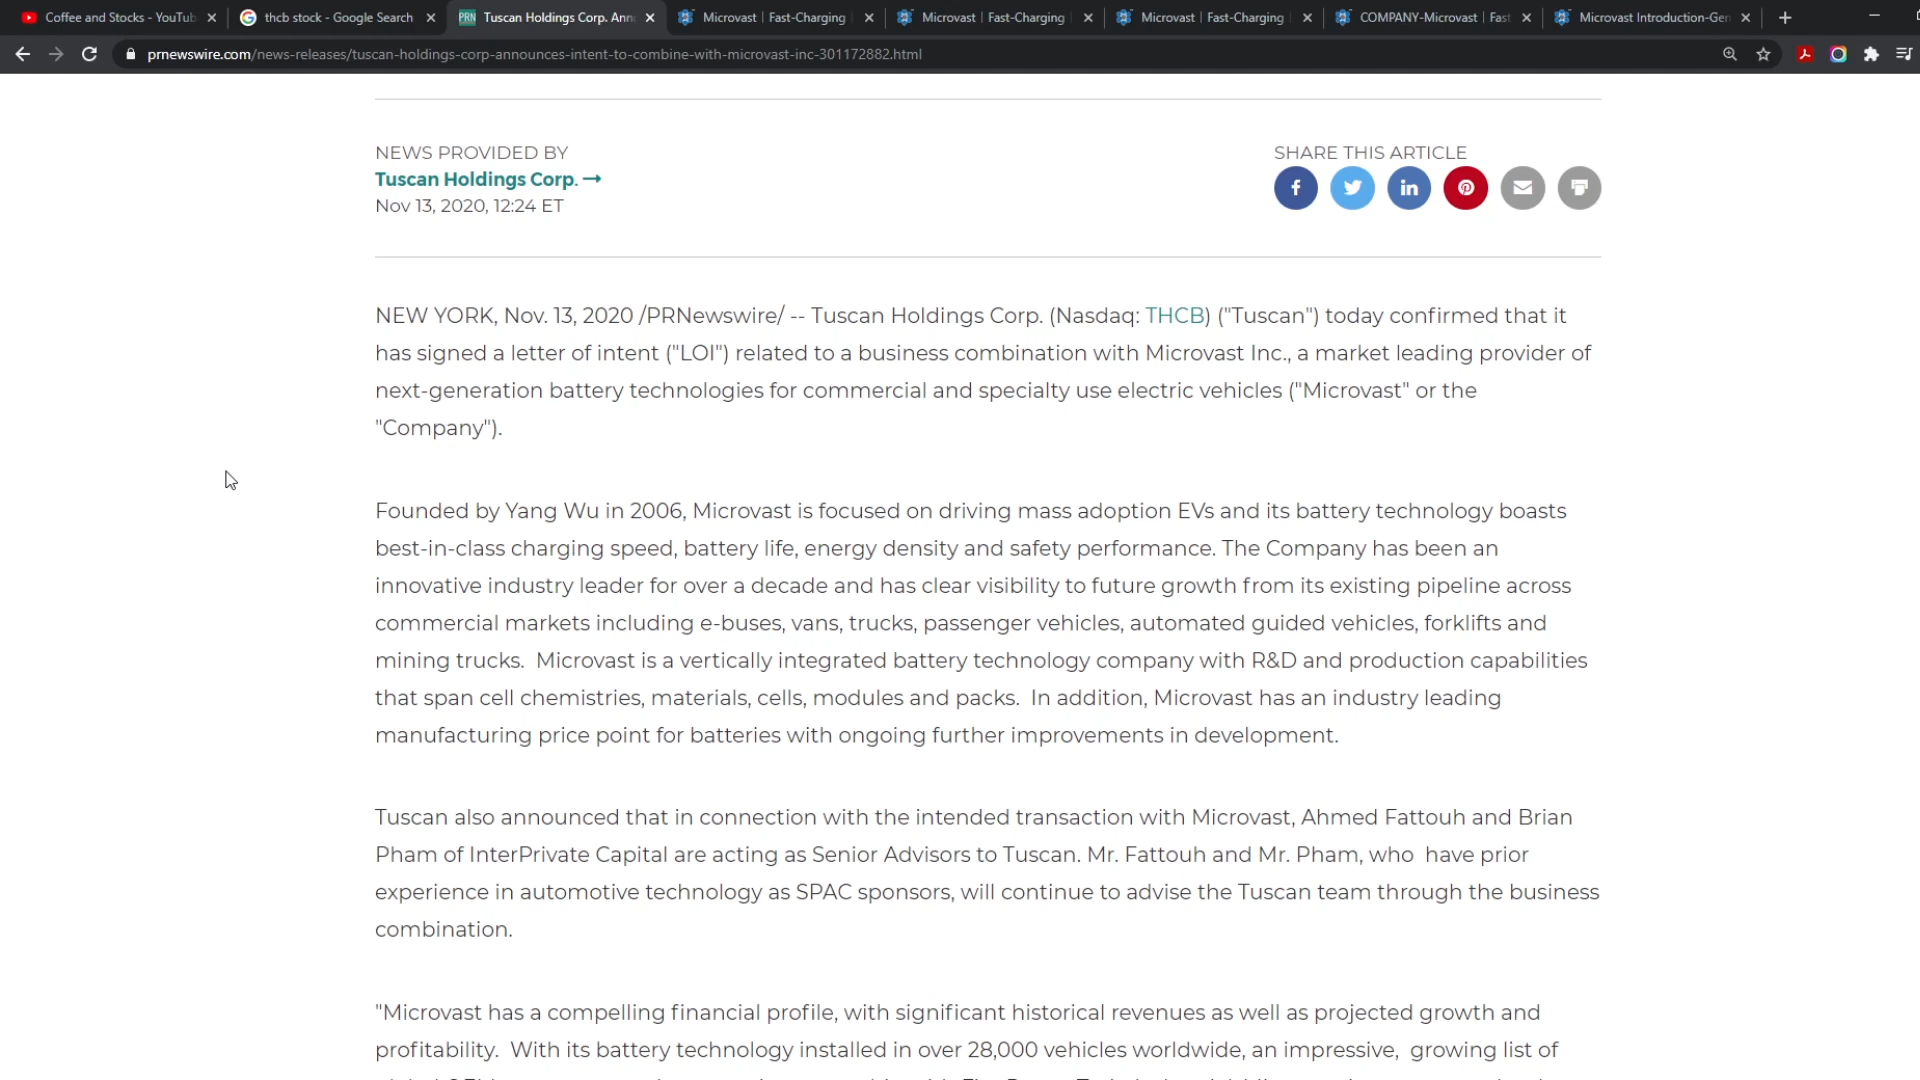 Coffee and Stocks - YouTub
thcb stock - Google Search
PRN Tuscan Holdings Corp. Ann
Microvast | Fast-Charging
Microvast | Fast-Charging
Microvast | Fast-Charging
COMPANY-Microvast | Fast
Microvast Introduction-Gen
prnewswire.com/news-releases/tuscan-holdings-corp-announces-intent-to-combine-with-microvast-inc-301172882.html
NEWS PROVIDED BY
Tuscan Holdings Corp. →
Nov 13, 2020, 12:24 ET
SHARE THIS ARTICLE
NEW YORK, Nov. 13, 2020 /PRNewswire/ -- Tuscan Holdings Corp. (Nasdaq: THCB) ("Tuscan") today confirmed that it
has signed a letter of intent ("LOI") related to a business combination with Microvast Inc., a market leading provider of
next-generation battery technologies for commercial and specialty use electric vehicles ("Microvast" or the
"Company").
Founded by Yang Wu in 2006, Microvast is focused on driving mass adoption EVs and its battery technology boasts
best-in-class charging speed, battery life, energy density and safety performance. The Company has been an
innovative industry leader for over a decade and has clear visibility to future growth from its existing pipeline across
commercial markets including e-buses, vans, trucks, passenger vehicles, automated guided vehicles, forklifts and
mining trucks.  Microvast is a vertically integrated battery technology company with R&D and production capabilities
that span cell chemistries, materials, cells, modules and packs.  In addition, Microvast has an industry leading
manufacturing price point for batteries with ongoing further improvements in development.
Tuscan also announced that in connection with the intended transaction with Microvast, Ahmed Fattouh and Brian
Pham of InterPrivate Capital are acting as Senior Advisors to Tuscan. Mr. Fattouh and Mr. Pham, who  have prior
experience in automotive technology as SPAC sponsors, will continue to advise the Tuscan team through the business
combination.
"Microvast has a compelling financial profile, with significant historical revenues as well as projected growth and
profitability.  With its battery technology installed in over 28,000 vehicles worldwide, an impressive,  growing list of